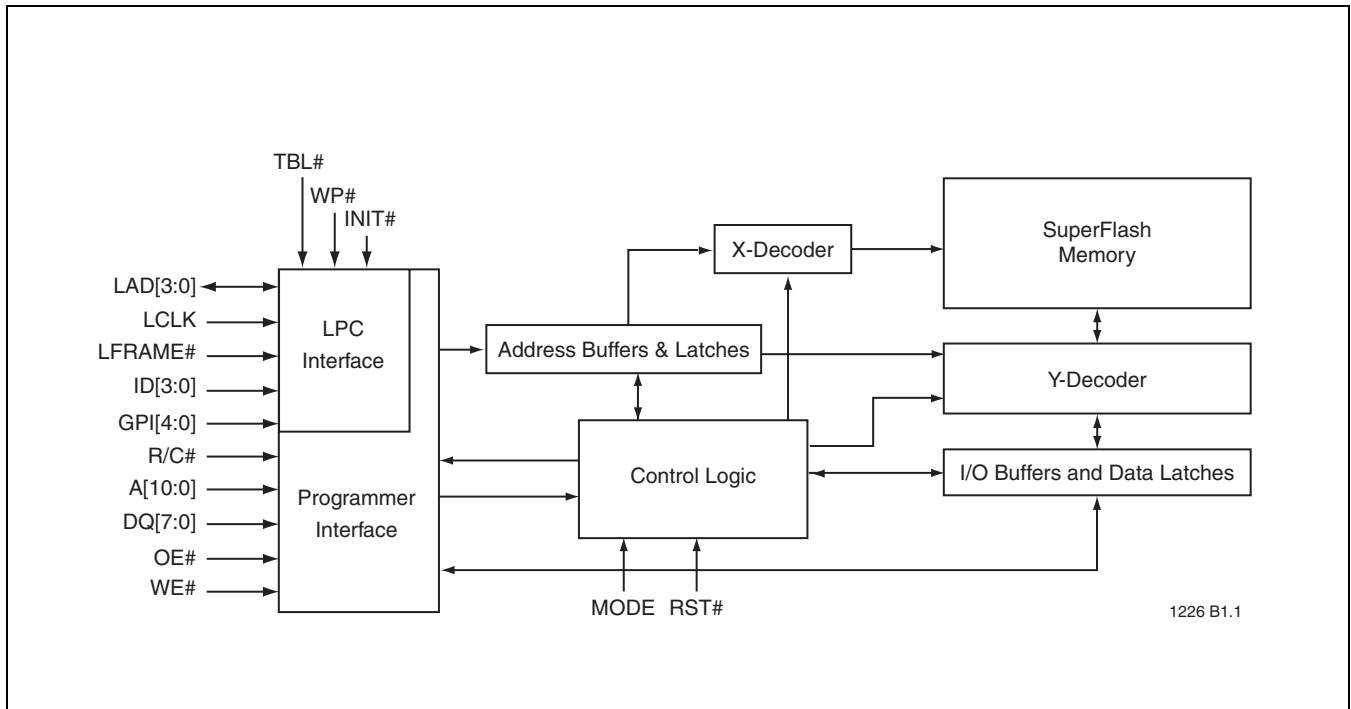 TBL#
WP#
INIT#
LAD[3:0]
LCLK
LFRAME#
ID[3:0]
GPI[4:0]
R/C#
A[10:0]
DQ[7:0]
OE#
WE#
LPC
Interface
Programmer
Interface
Address Buffers & Latches
X-Decoder
Control Logic
MODE RST#
SuperFlash
Memory
Y-Decoder
I/O Buffers and Data Latches
1226 B1.1